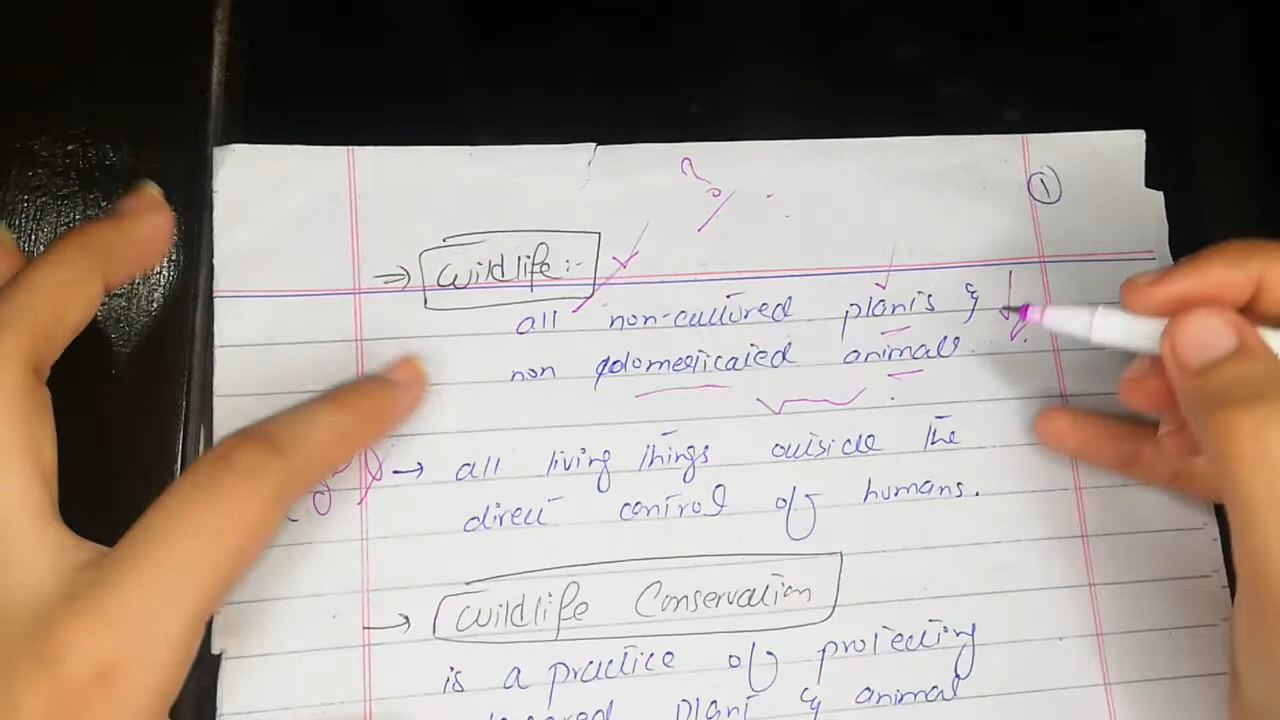 ①
⇒ Wildlife:-
all non-cultured plants &
non domesticated animals.
→ all living things outside the
direct control of humans.
→ Wildlife Conservation
is a practice of protecting
plant & animal